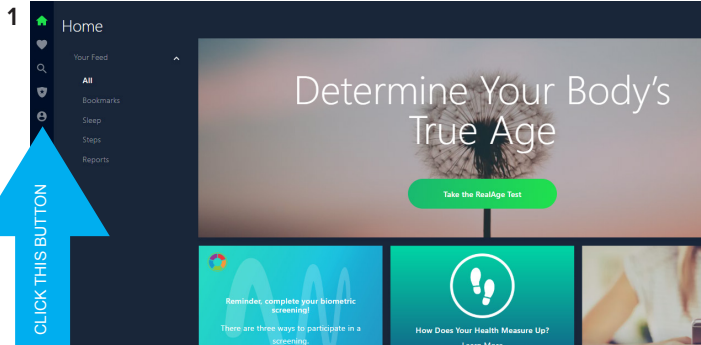 1
Home
Your Feed
All
Bookmarks
Sleep
Steps
Reports
CLICK THIS BUTTON
Determine Your Body's
True Age
Take the RealAge Test
Reminder, complete your biometric
screening!
There are three ways to participate in a
screening.
How Does Your Health Measure Up?
Learn More